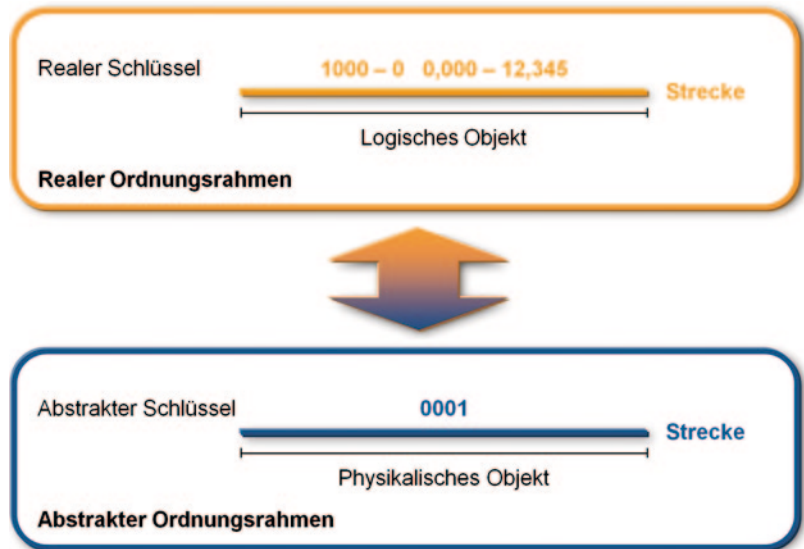 Realer Schlüssel 1000 – 0 0,000 – 12,345
Strecke
Logisches Objekt
Realer Ordnungsrahmen
Abstrakter Schlüssel 0001
Strecke
Physikalisches Objekt
Abstrakter Ordnungsrahmen